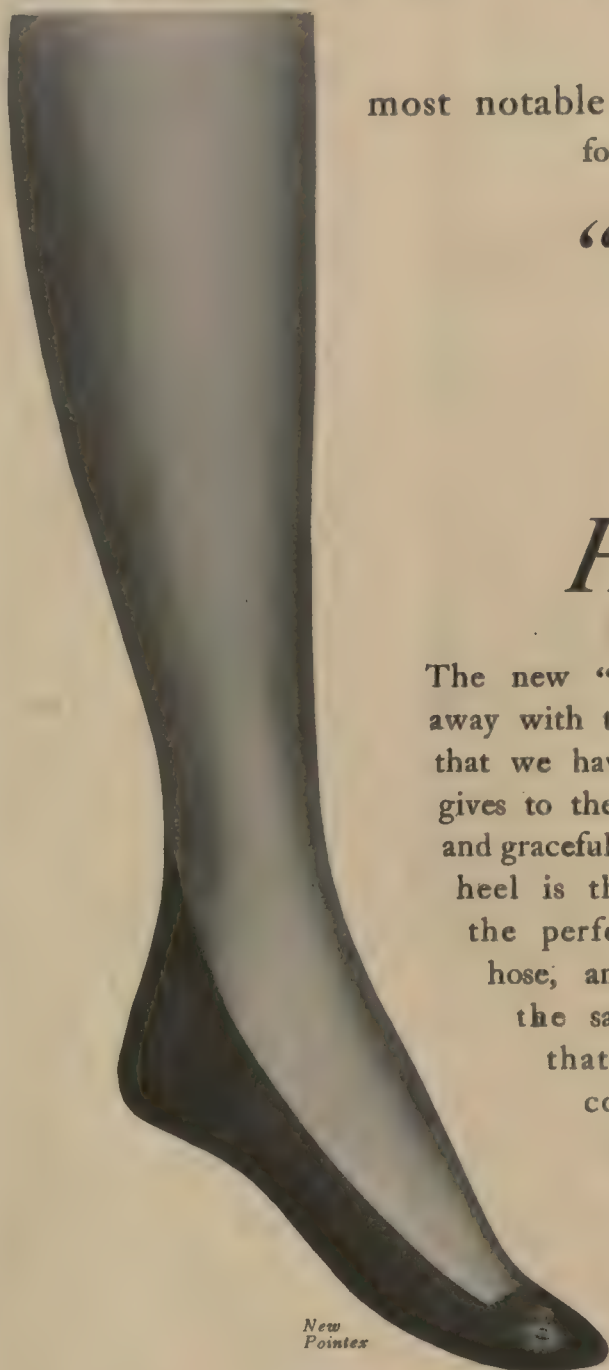 most notable
fo
“
H
The new “
away with t
that we hav
gives to the
and graceful
heel is th
the perfe
hose, an
the sa
that
co
New
Pointex